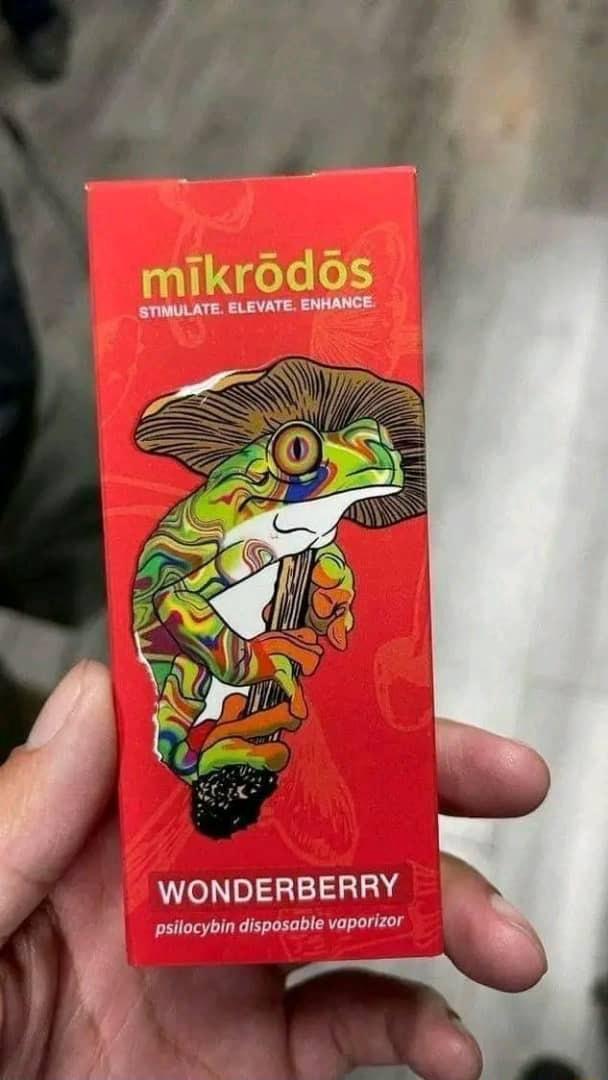 mīkrōdōs
STIMULATE. ELEVATE. ENHANCE.
WONDERBERRY
psilocybin disposable vaporizor